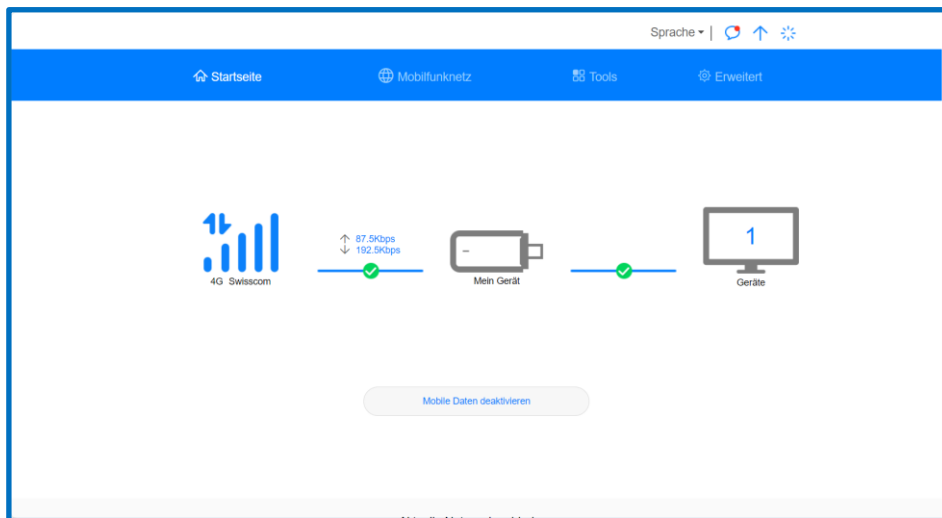 Sprache
Startseite
Mobilfunknetz
Tools
Erweitert
87.5Kbps
192.5Kbps
1
4G Swisscom
Mein Gerät
Geräte
Mobile Daten deaktivieren